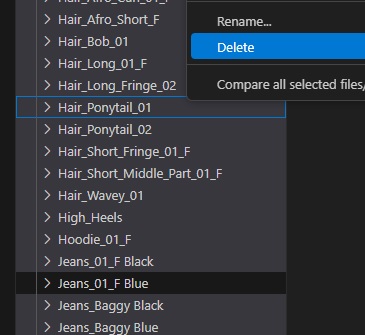 Hair_Afro_Short_F
Hair_Bob_01
Hair_Long_01_F
Hair_Long_Fringe_02
Hair_Ponytail_01
Hair_Ponytail_02
Hair_Short_Fringe_01_F
Hair_Short_Middle_Part_01_F
Hair_Wavey_01
High_Heels
Hoodie_01_F
Jeans_01_F Black
Jeans_01_F Blue
Jeans_Baggy Black
Jeans_Baggy Blue
Rename...
Delete
Compare all selected files/